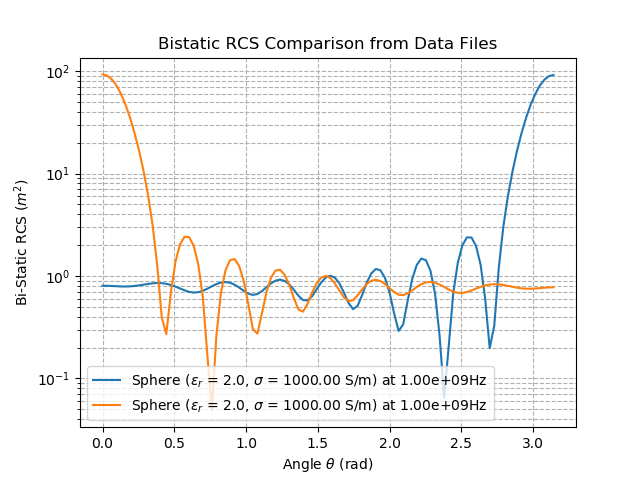 Bistatic RCS Comparison from Data Files
Bi-Static RCS (m²)
10²
10¹
10⁰
10⁻¹
Sphere (εᵣ = 2.0, σ = 1000.00 S/m) at 1.00e+09Hz
Sphere (εᵣ = 2.0, σ = 1000.00 S/m) at 1.00e+09Hz
0.0 0.5 1.0 1.5 2.0 2.5 3.0
Angle θ (rad)